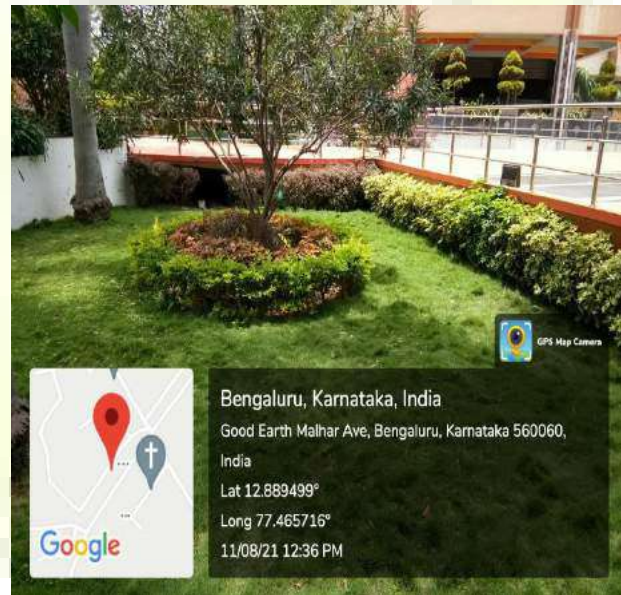 GPS Map Camera
Bengaluru, Karnataka, India
Good Earth Malhar Ave, Bengaluru, Karnataka 560060,
India
Lat 12.889499°
Long 77.465716°
11/08/21 12:36 PM
Google